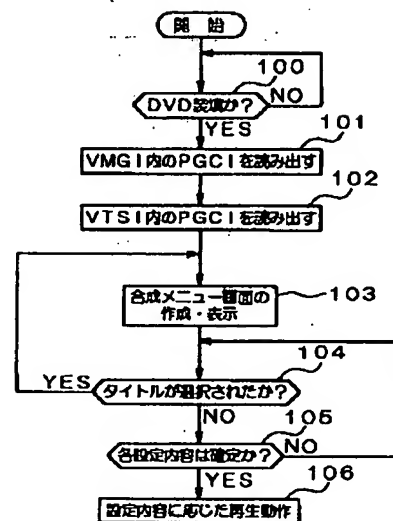 開始
100
DVD装填か?
NO
YES
101
VMGI内のPGCIを読み出す
102
VTSI内のPGCIを読み出す
合成メニュー画面の
作成・表示
103
104
YES
タイトルが選択されたか?
NO
105
各設定内容は確定か?
NO
YES
106
設定内容に応じた再生動作